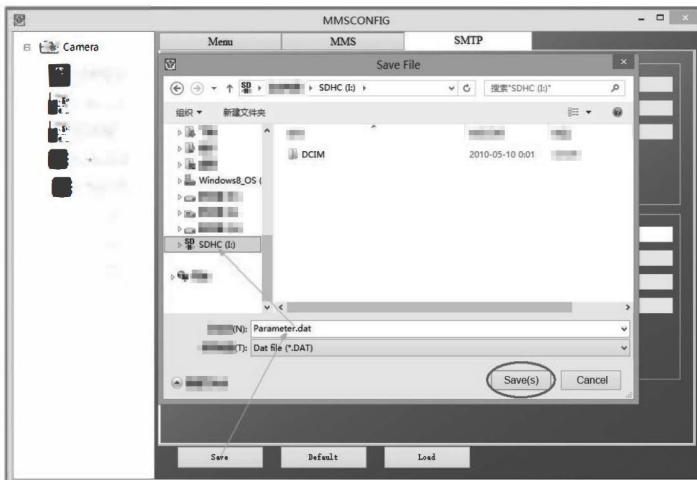 MMSCONFIG
Camera
Menu MMS SMTP
Save File
SDHC (I:)
搜索"SDHC (I:)"
组织 新建文件夹
DCIM 2010-05-10 0:01
Windows8_OS (
SDHC (I:)
(N): Parameter.dat
(T): Dat file (*.DAT)
Save(s) Cancel
Save Default Load